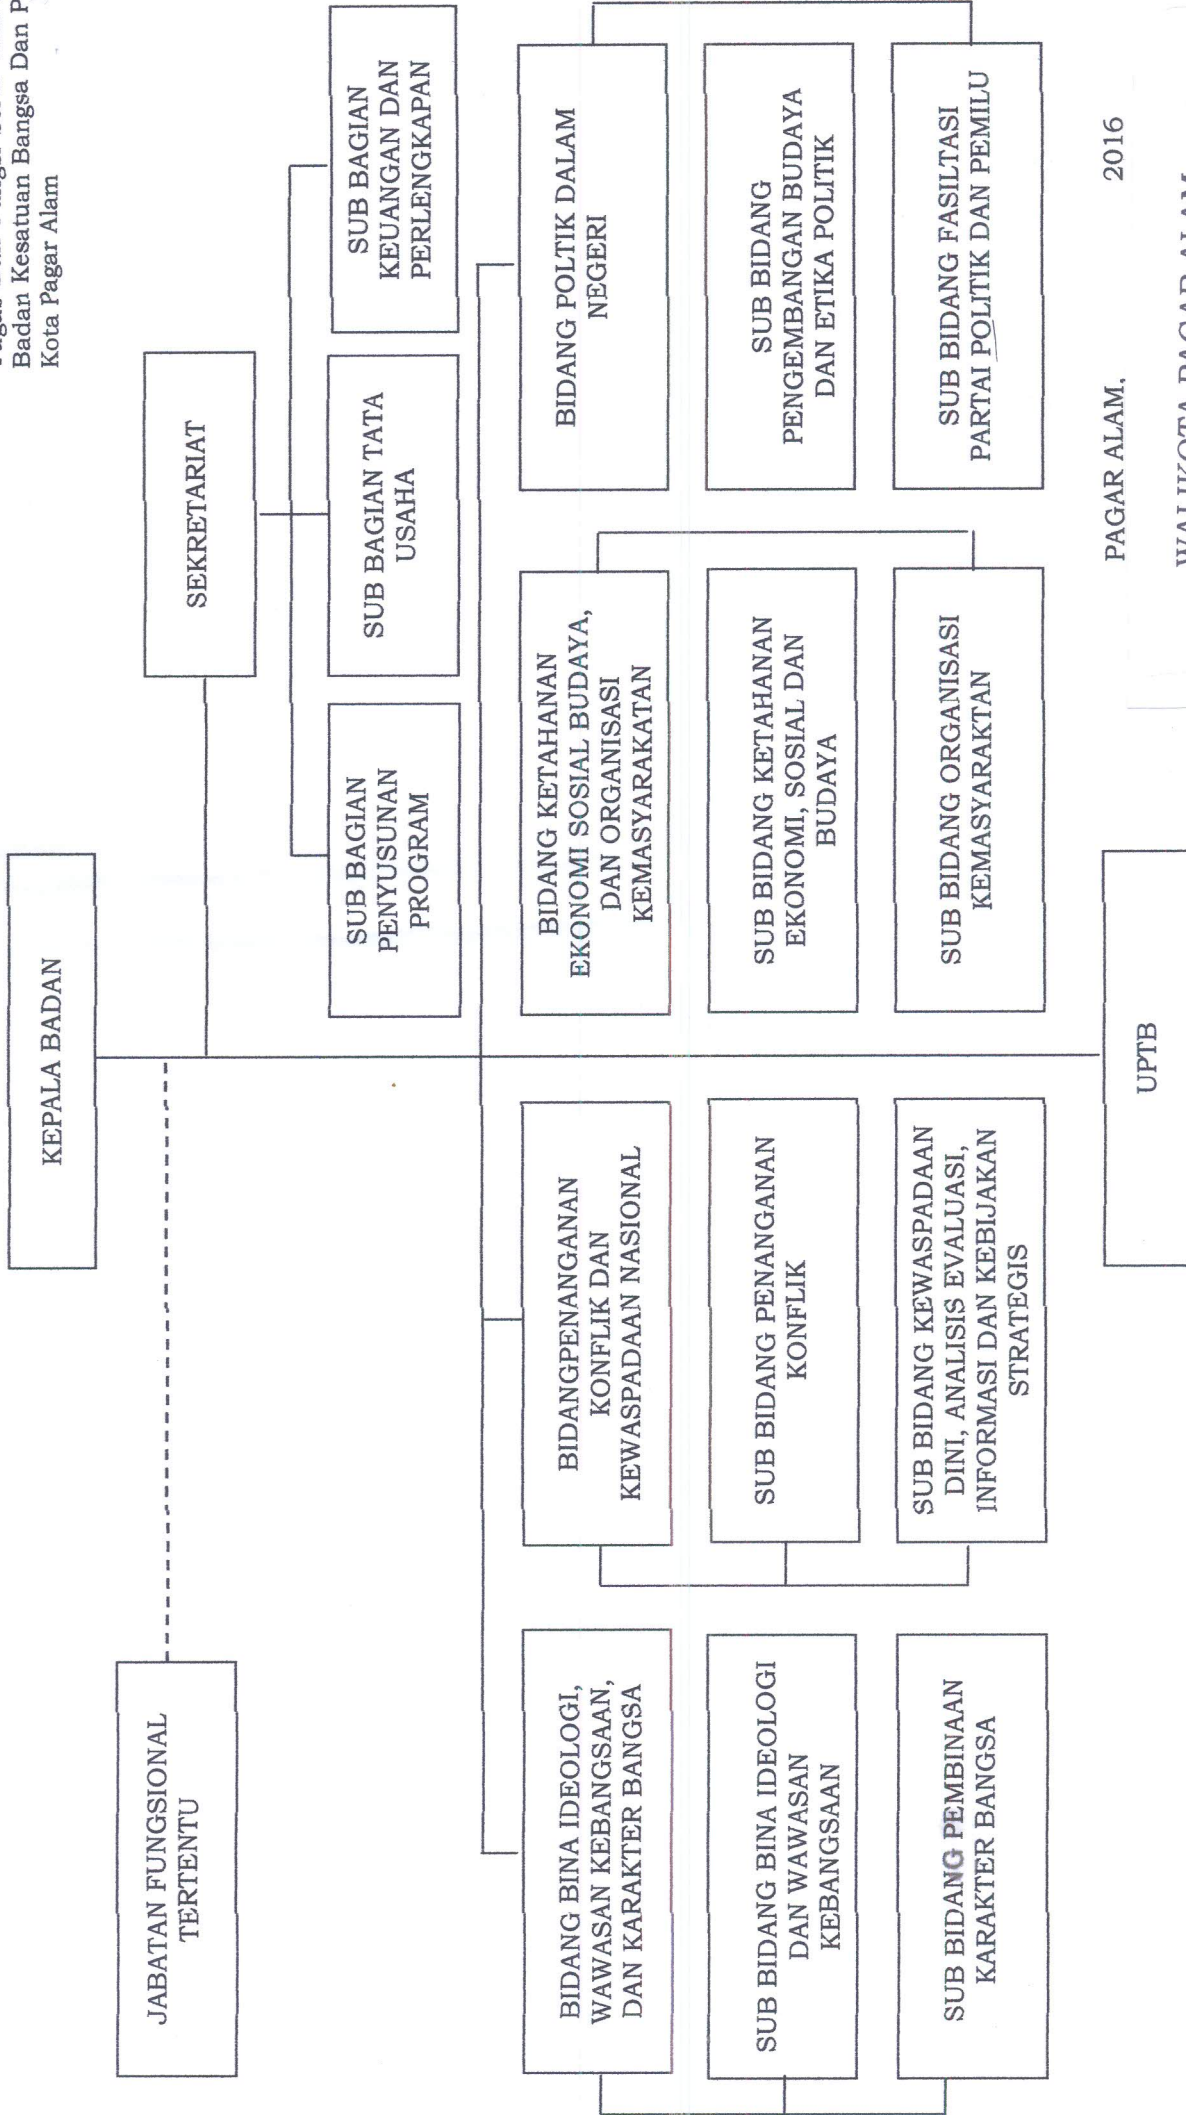 Badan Kesatuan Bangsa Dan
Kota Pagar Alam
KEPALA BADAN
JABATAN FUNGSIONAL
TERTENTU
SEKRETARIAT
SUB BAGIAN
PENYUSUNAN
PROGRAM
SUB BAGIAN TATA
USAHA
SUB BAGIAN
KEUANGAN DAN
PERLENGKAPAN
BIDANG BINA IDEOLOGI,
WAWASAN KEBANGSAAN,
DAN KARAKTER BANGSA
BIDANGPENANGANAN
KONFLIK DAN
KEWASPADAAN NASIONAL
BIDANG KETAHANAN
EKONOMI SOSIAL BUDAYA,
DAN ORGANISASI
KEMASYARAKATAN
BIDANG POLTIK DALAM
NEGERI
SUB BIDANG BINA IDEOLOGI
DAN WAWASAN
KEBANGSAAN
SUB BIDANG PENANGANAN
KONFLIK
SUB BIDANG KETAHANAN
EKONOMI, SOSIAL DAN
BUDAYA
SUB BIDANG
PENGEMBANGAN BUDAYA
DAN ETIKA POLITIK
SUB BIDANG PEMBINAAN
KARAKTER BANGSA
SUB BIDANG KEWASPADAAN
DINI, ANALISIS EVALUASI,
INFORMASI DAN KEBIJAKAN
STRATEGIS
SUB BIDANG ORGANISASI
KEMASYARAKTAN
SUB BIDANG FASILTASI
PARTAI POLITIK DAN PEMILU
UPTB
PAGAR ALAM, 2016
WALIKOTA PAGAR ALAM